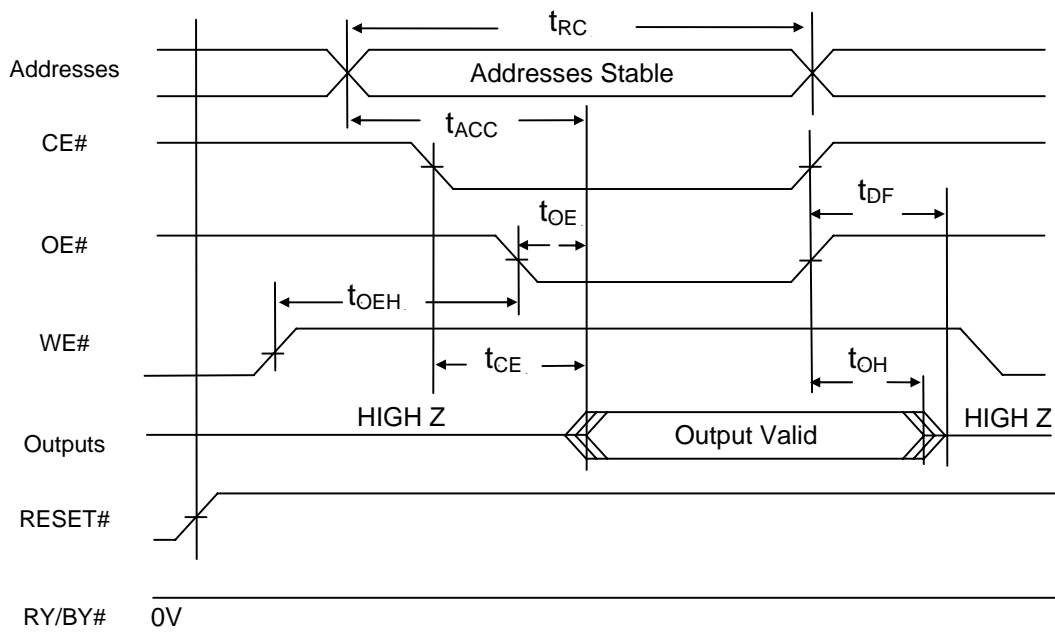 tRC
Addresses
Addresses Stable
tACC
CE#
tDF
tOE
OE#
tOEH
WE#
tCE
tOH
HIGH Z
HIGH Z
Outputs
Output Valid
RESET#
RY/BY#
0V